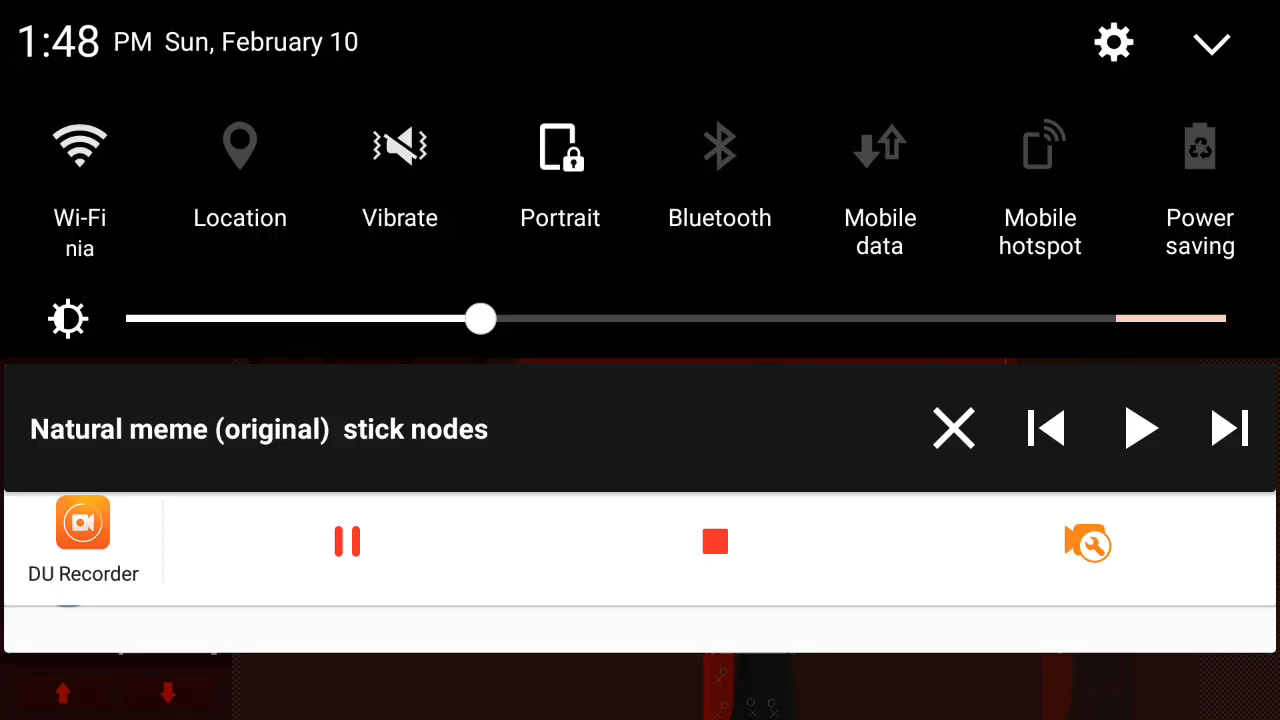 1:48 PM Sun, February 10
Wi-Fi
nia
Location
Vibrate
Portrait
Bluetooth
Mobile
data
Mobile
hotspot
Power
saving
Natural meme (original)  stick nodes
DU Recorder